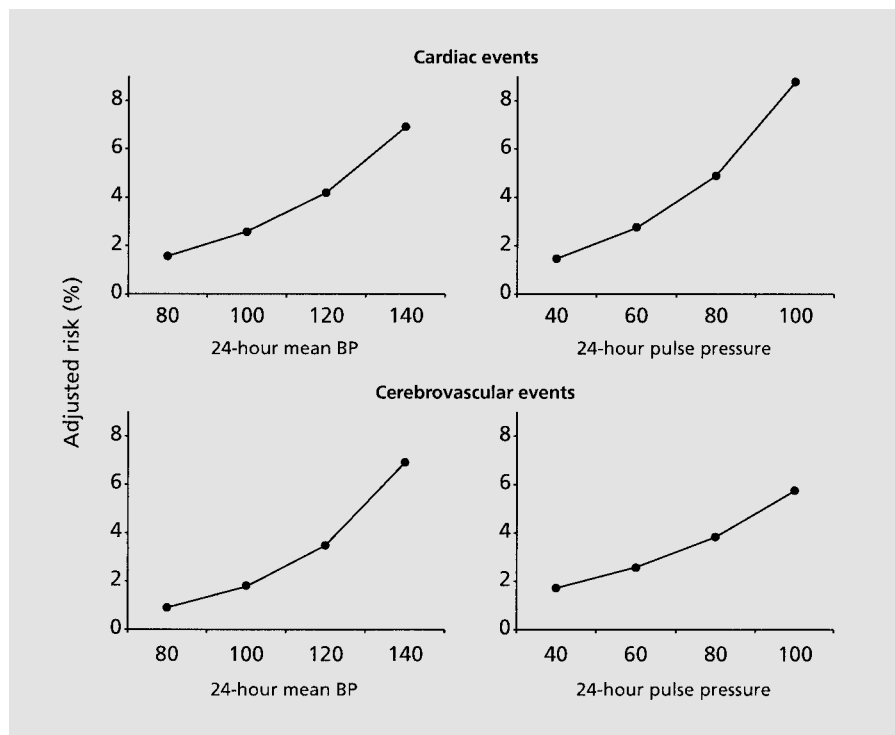 Cardiac events
Adjusted risk (%)
8
6
4
2
0
80 100 120 140
24-hour mean BP
8
6
4
2
0
40 60 80 100
24-hour pulse pressure
Cerebrovascular events
8
6
4
2
0
80 100 120 140
24-hour mean BP
8
6
4
2
0
40 60 80 100
24-hour pulse pressure